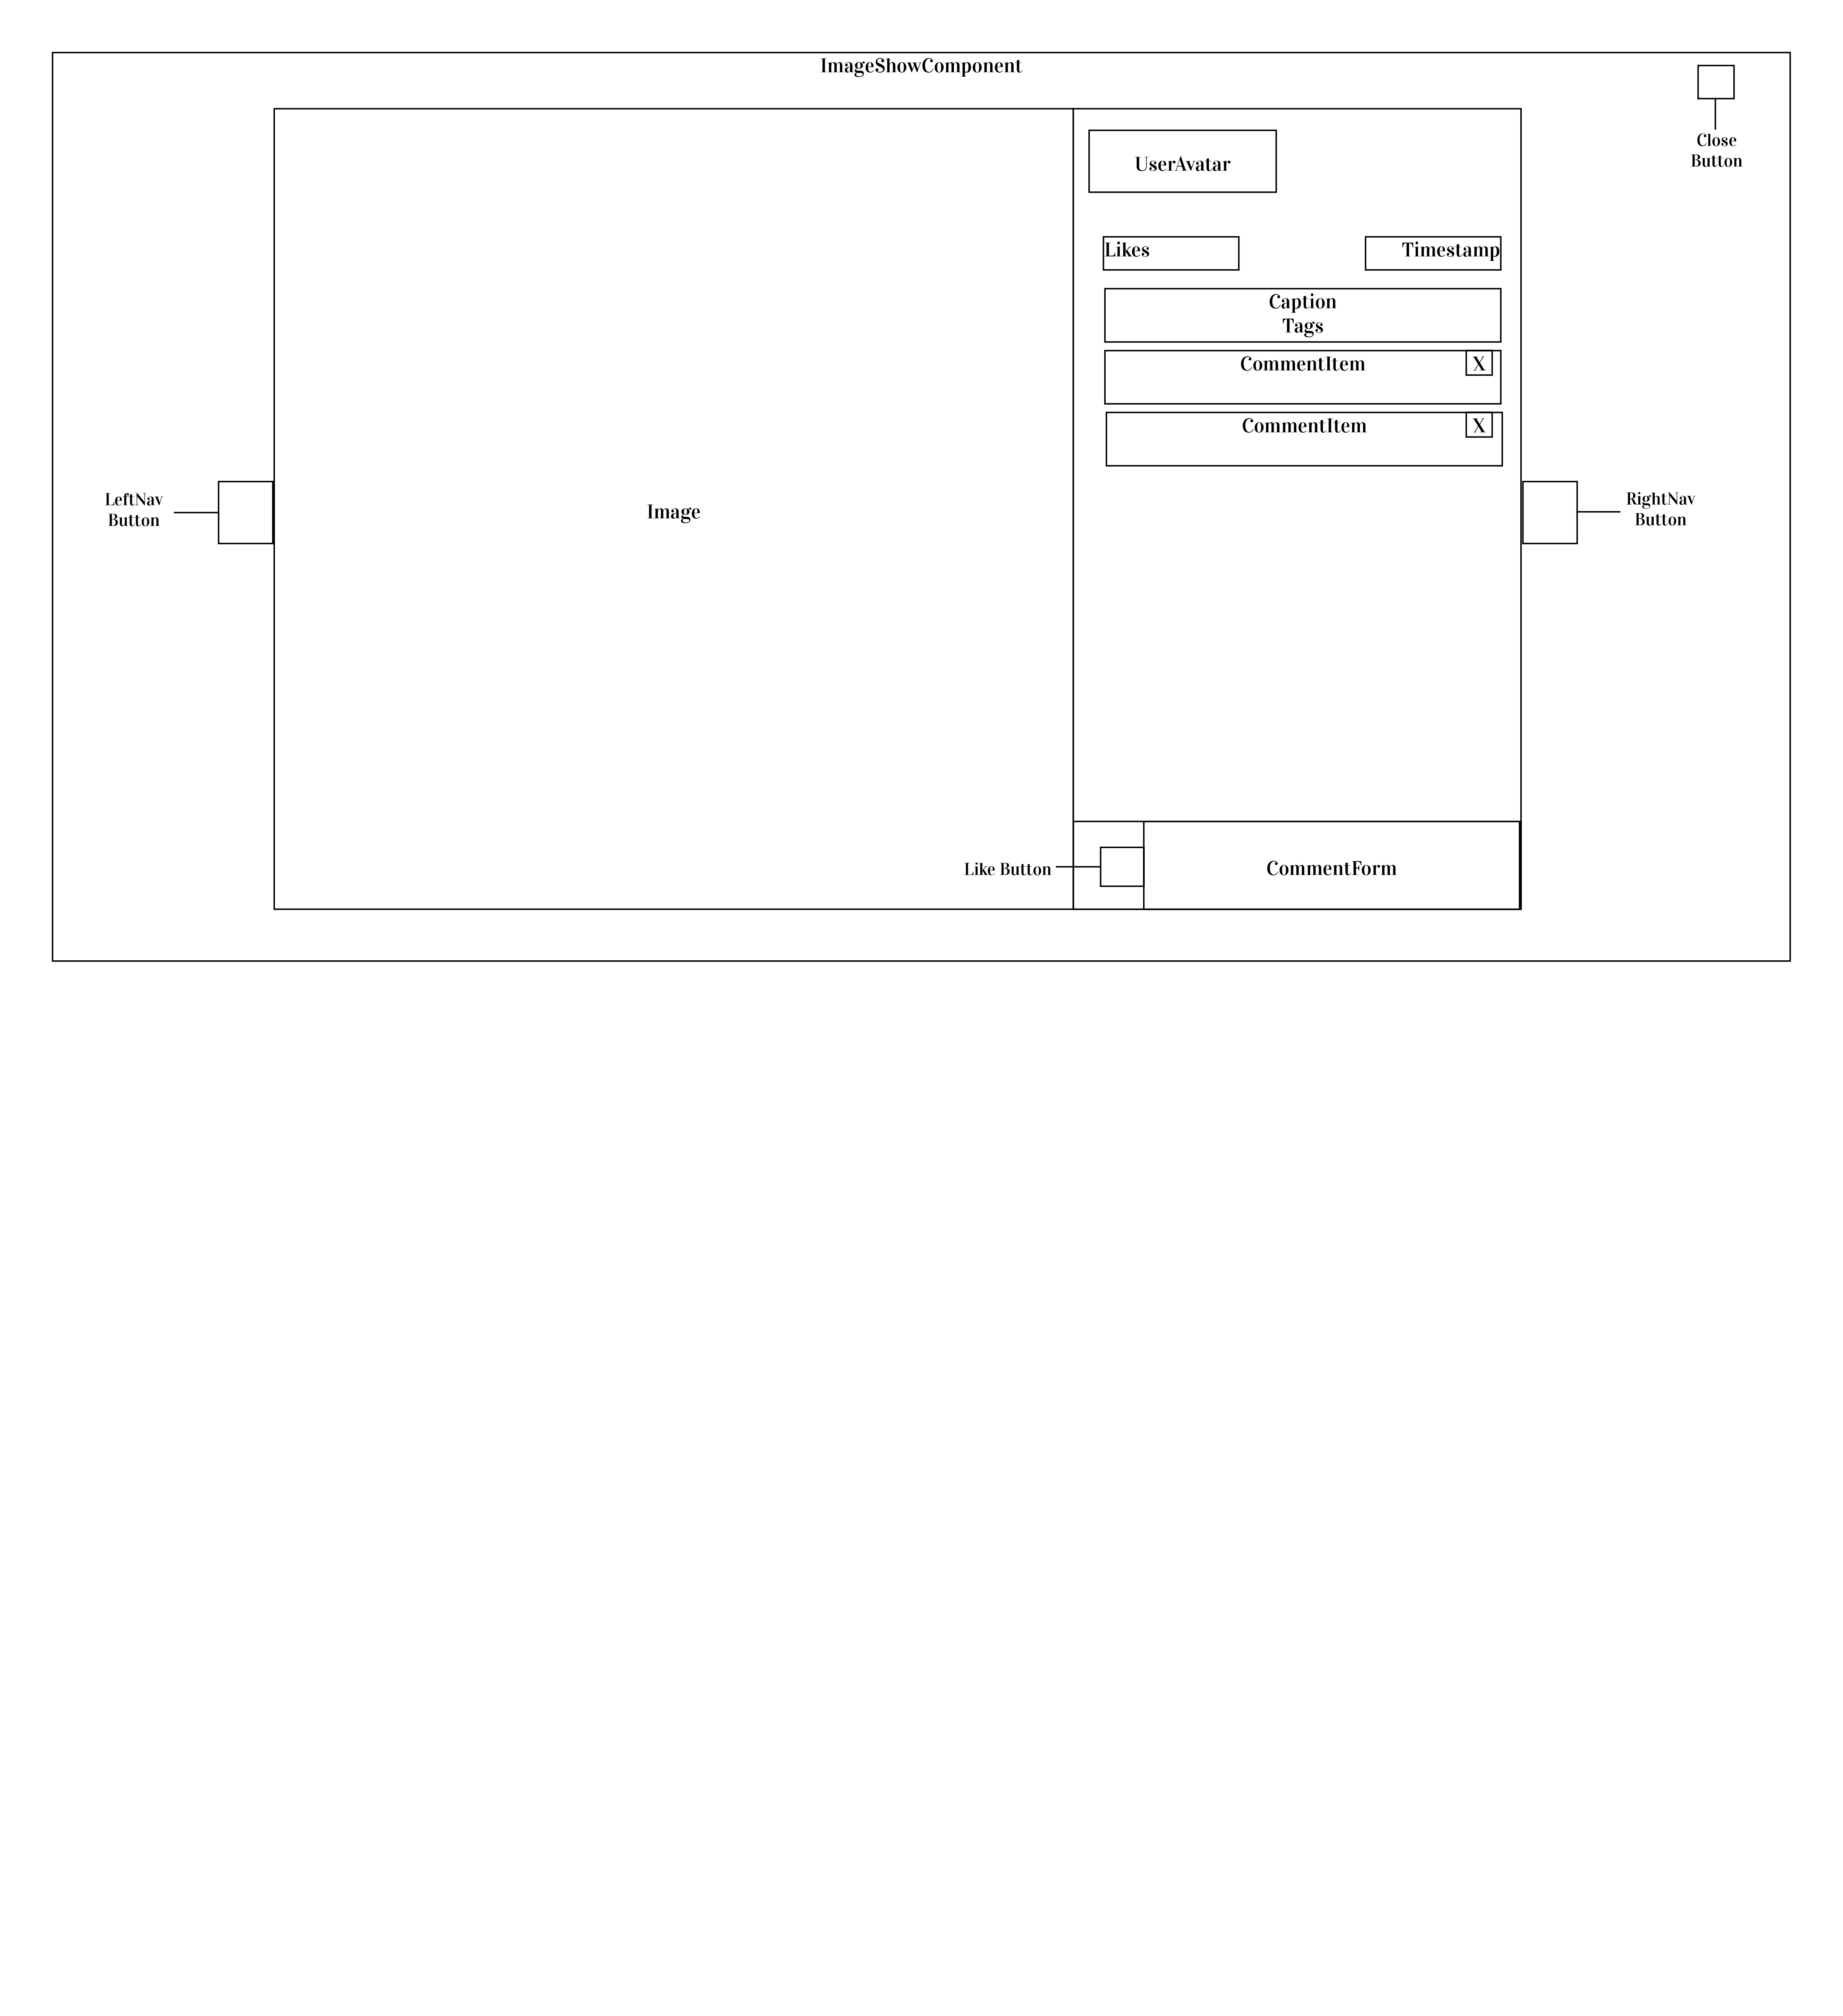 ImageShowComponent
Close
Button
UserAvatar
Likes
Timestamp
Caption
Tags
CommentItem
X
CommentItem
X
LeftNav
Button
Image
RightNav
Button
Like Button
CommentForm